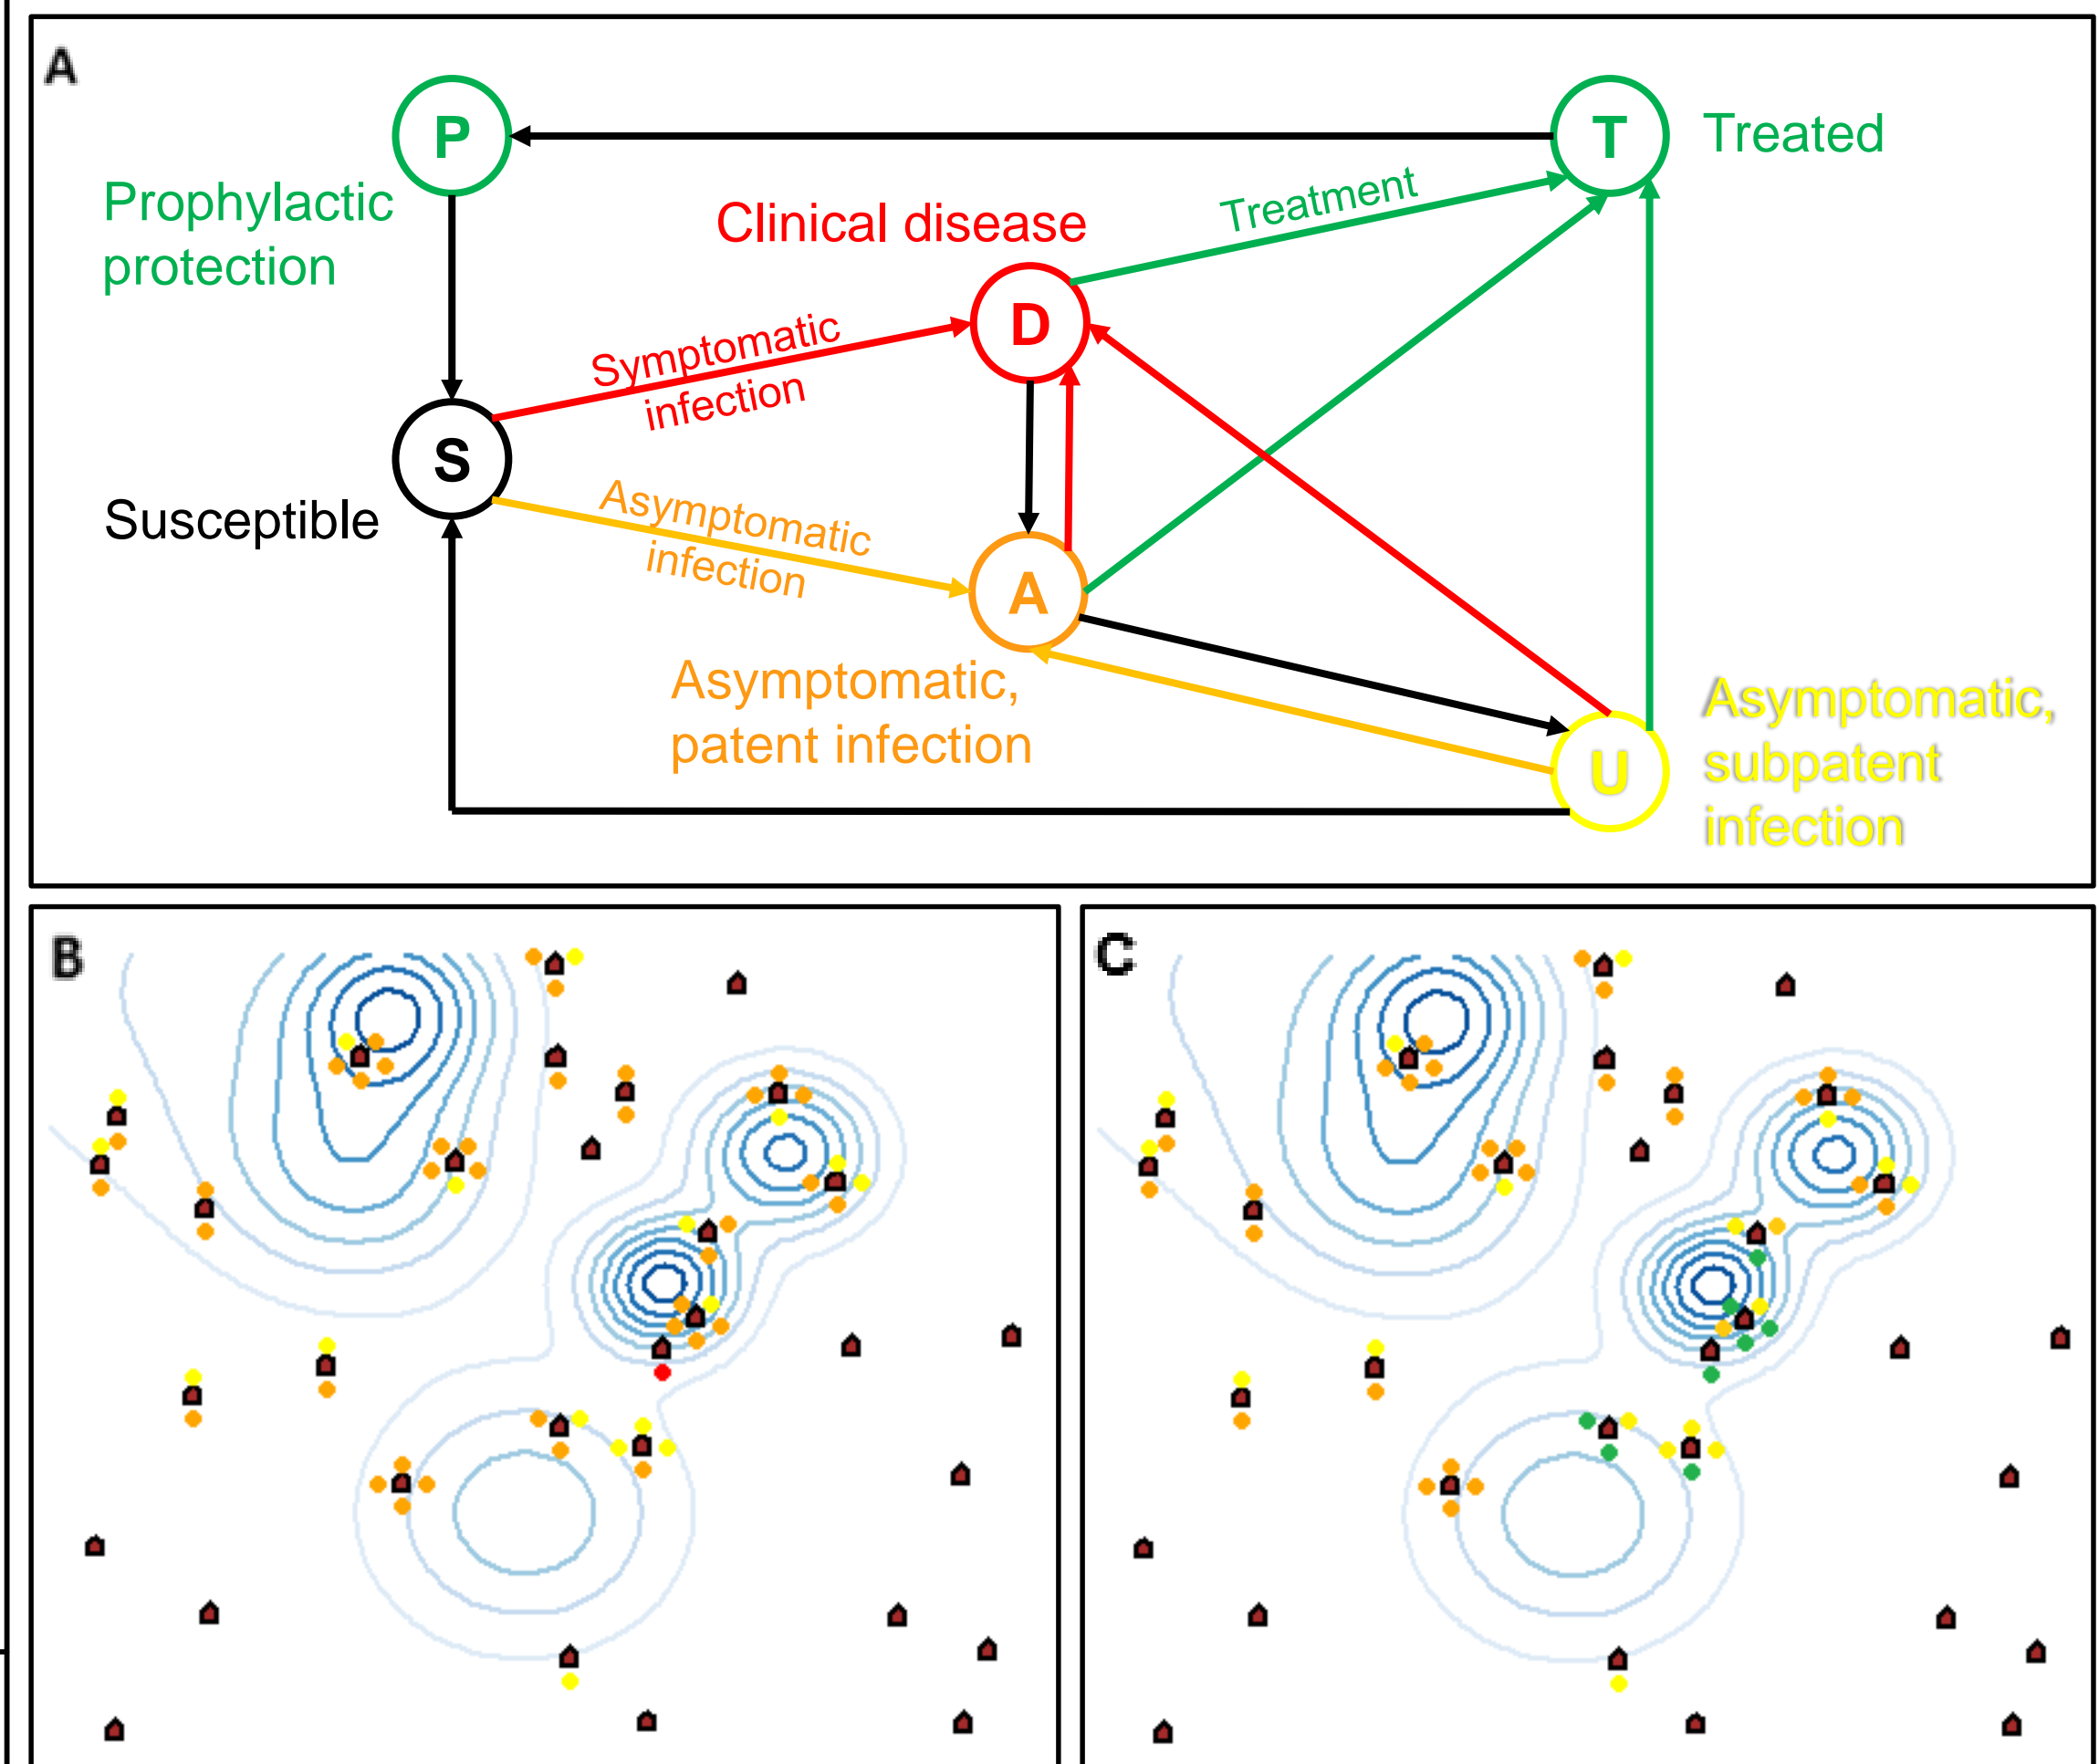 A
P
T
Treated
Prophylactic
protection
Clinical disease
Treatment
D
Symptomatic
infection
S
Susceptible
Asymptomatic
infection
A
Asymptomatic,
patent infection
U
Asymptomatic,
subpatent
infection
B
C